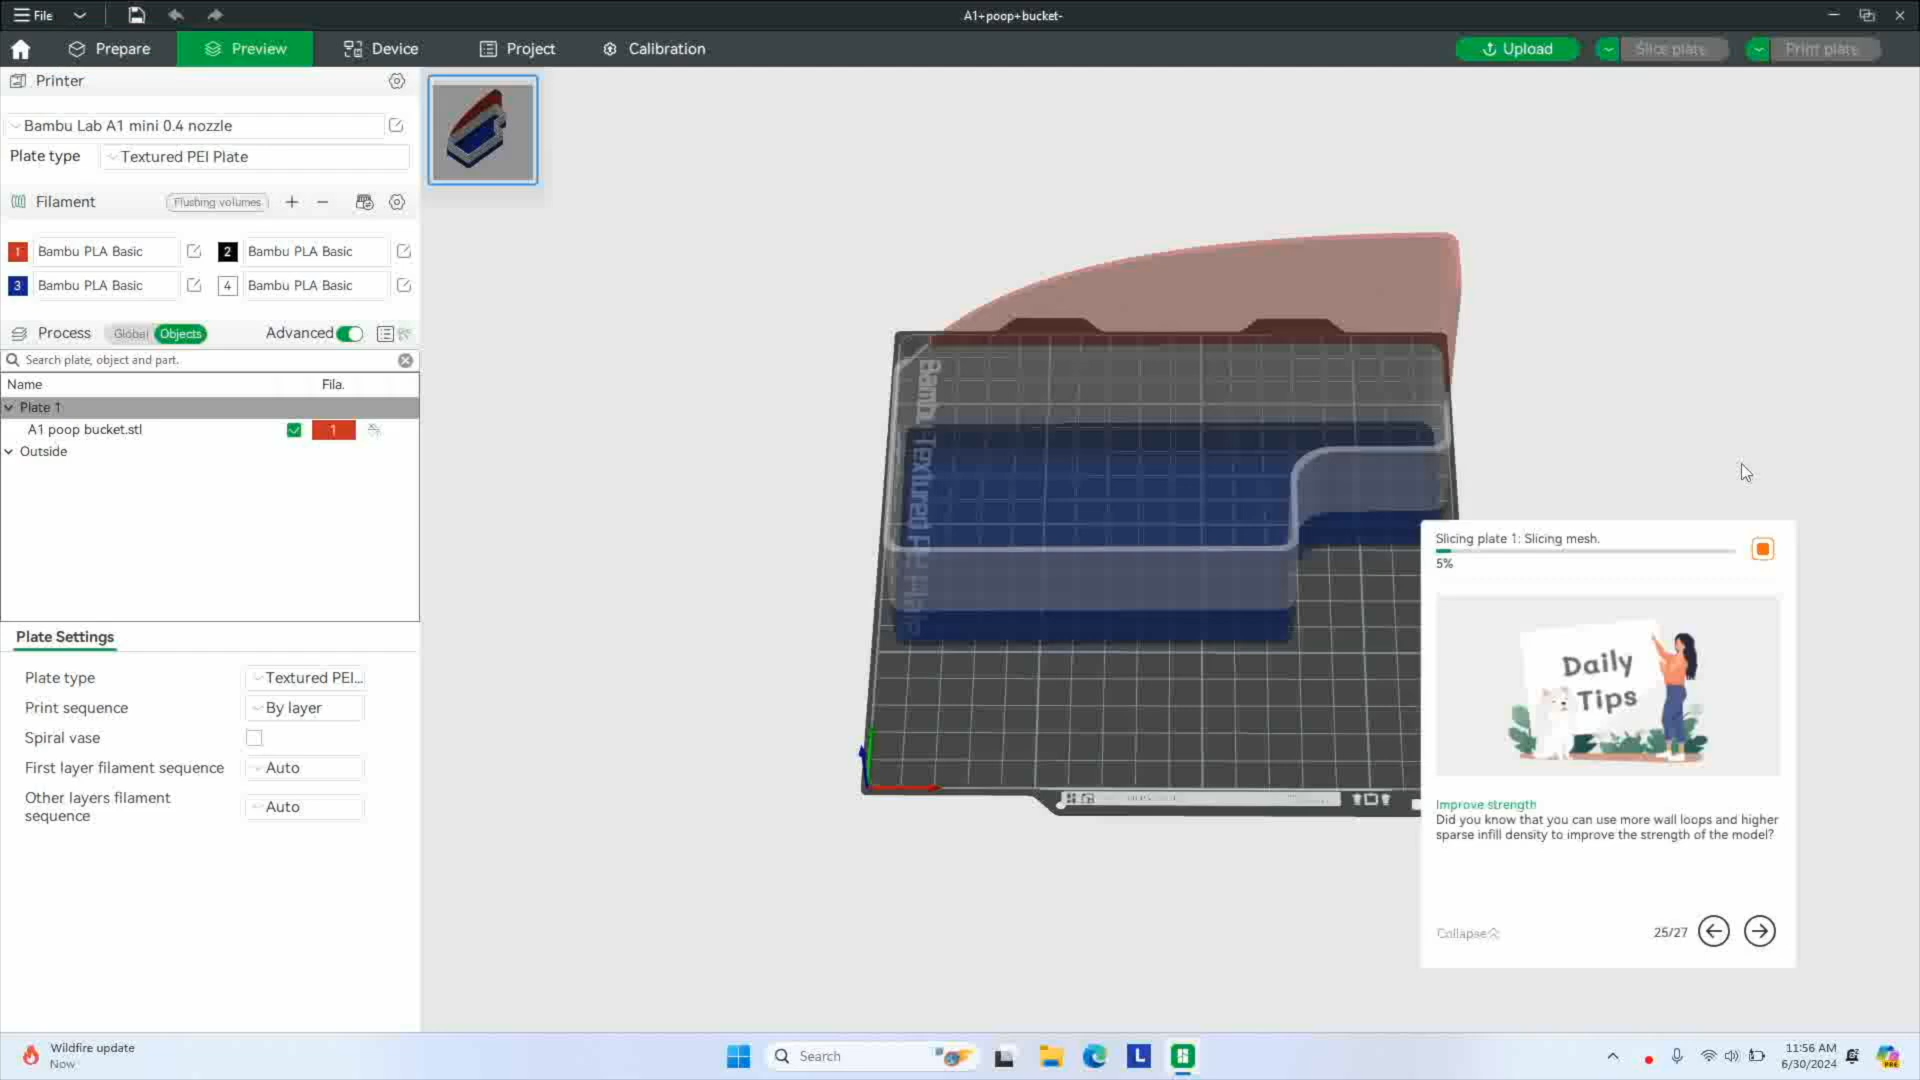 File
A1+poop+bucket-
Prepare
Preview
Device
Project
Calibration
Upload
Slice plate
Print plate
Printer
Bambu Lab A1 mini 0.4 nozzle
Plate type
Textured PEI Plate
Filament
Flushing volumes
1 Bambu PLA Basic
2 Bambu PLA Basic
3 Bambu PLA Basic
4 Bambu PLA Basic
Process
Global
Objects
Advanced
Search plate, object and part.
Name
Fila.
Plate 1
A1 poop bucket.stl
1
Outside
Plate Settings
Plate type
Textured PEI...
Print sequence
By layer
Spiral vase
First layer filament sequence
Auto
Other layers filament
sequence
Auto
Slicing plate 1: Slicing mesh.
5%
Daily
Tips
Improve strength
Did you know that you can use more wall loops and higher
sparse infill density to improve the strength of the model?
Collapse
25/27
Wildfire update
Now
Search
L
11:56 AM
6/30/2024
PRE